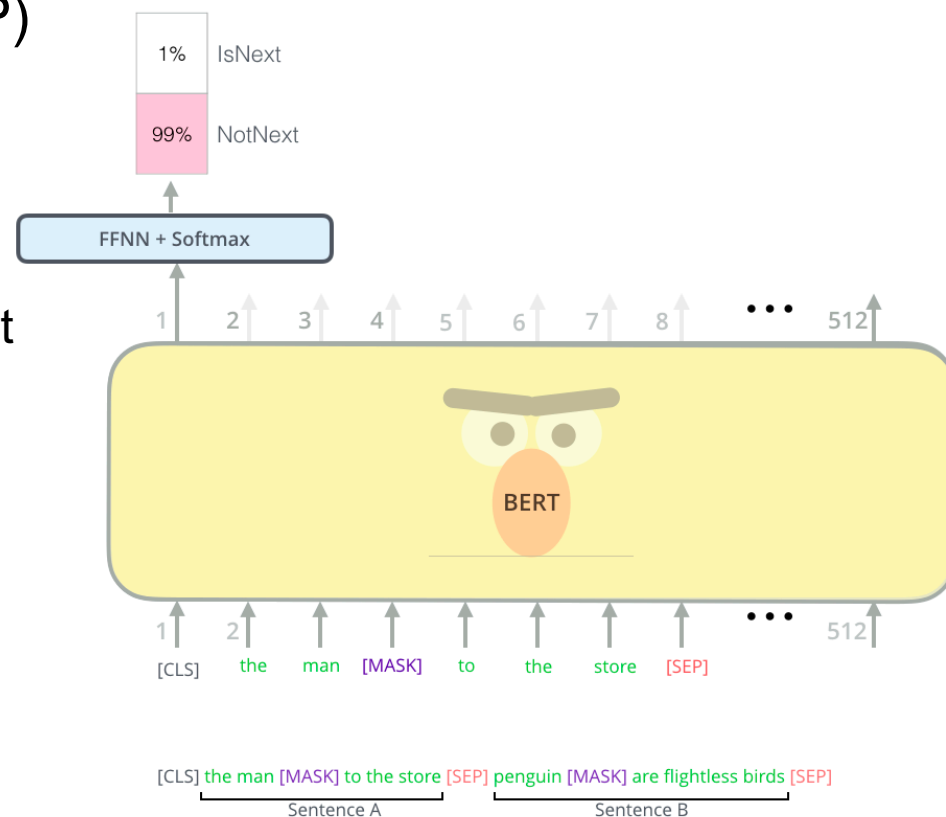 P)
1% IsNext
99% NotNext
FFNN + Softmax
t
1 2 3 4 5 6 7 8 ••• 512
BERT
1 2 ••• 512
[CLS] the man [MASK] to the store [SEP]
[CLS] the man [MASK] to the store [SEP] penguin [MASK] are flightless birds [SEP]
Sentence A Sentence B